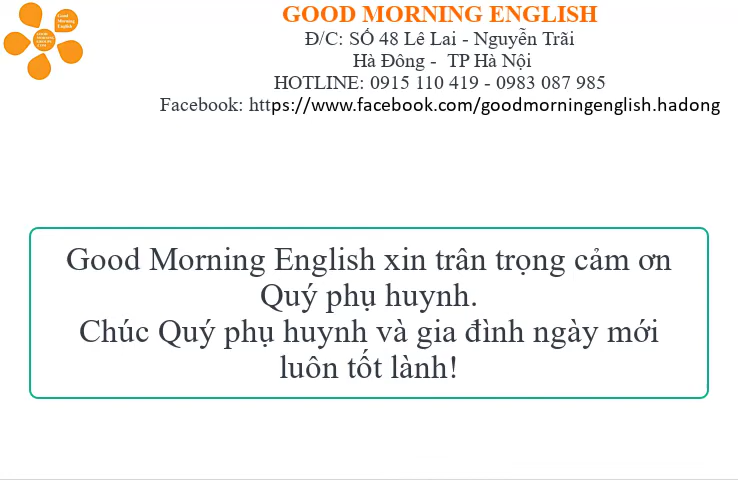 Good
Morning
English
GOOD MORNING ENGLISH
Đ/C: SỐ 48 Lê Lai - Nguyễn Trãi
Hà Đông - TP Hà Nội
HOTLINE: 0915 110 419 - 0983 087 985
Facebook: https://www.facebook.com/goodmorningenglish.hadong
Good Morning English xin trân trọng cảm ơn
Quý phụ huynh.
Chúc Quý phụ huynh và gia đình ngày mới
luôn tốt lành!